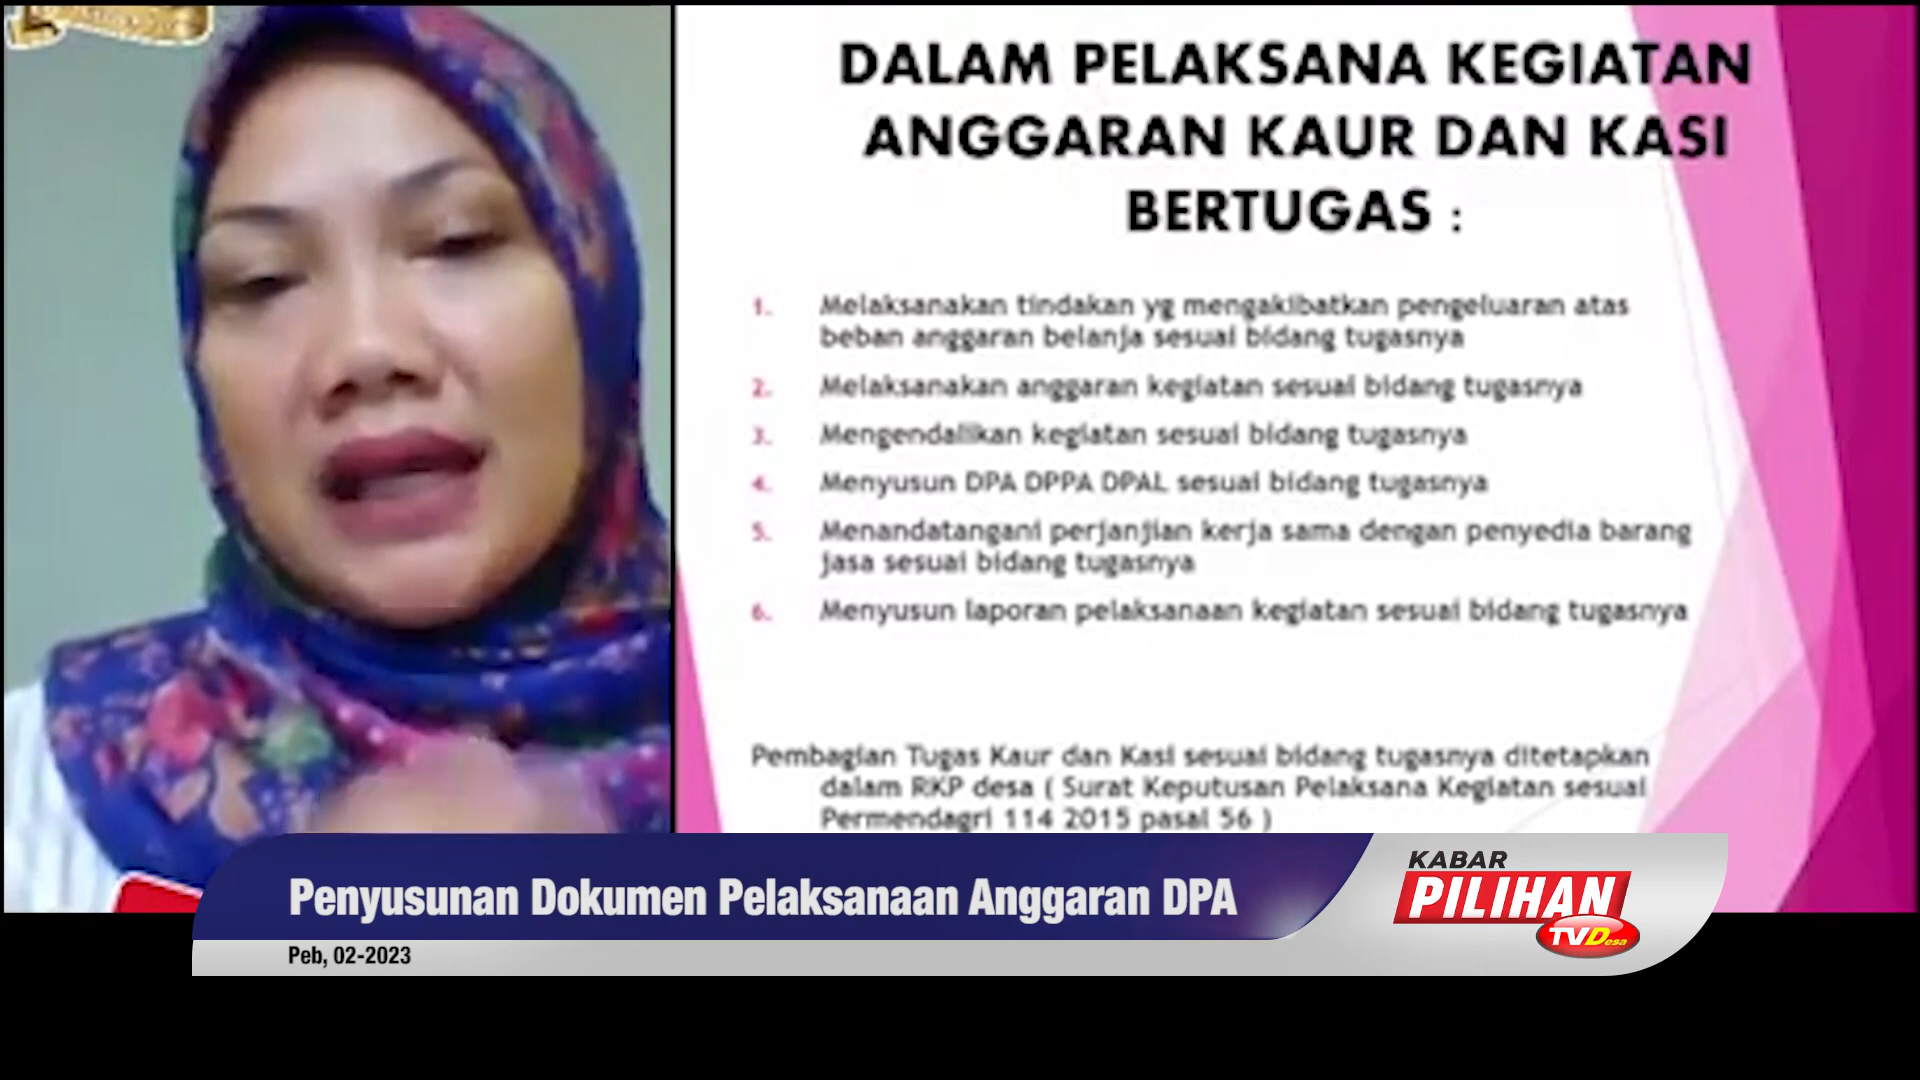 DALAM PELAKSANA KEGIATAN
ANGGARAN KAUR DAN KASI
BERTUGAS :
1. Melaksanakan tindakan yg mengakibatkan pengeluaran atas
beban anggaran belanja sesuai bidang tugasnya
2. Melaksanakan anggaran kegiatan sesuai bidang tugasnya
3. Mengendalikan kegiatan sesuai bidang tugasnya
4. Menyusun DPA DPPA DPAL sesuai bidang tugasnya
5. Menandatangani perjanjian kerja sama dengan penyedia barang
jasa sesuai bidang tugasnya
6. Menyusun laporan pelaksanaan kegiatan sesuai bidang tugasnya
Pembagian Tugas Kaur dan Kasi sesuai bidang tugasnya ditetapkan
dalam RKP desa ( Surat Keputusan Pelaksana Kegiatan sesuai
Permendagri 114 2015 pasal 56 )
Penyusunan Dokumen Pelaksanaan Anggaran DPA
Peb, 02-2023
KABAR
PILIHAN
TVDesa